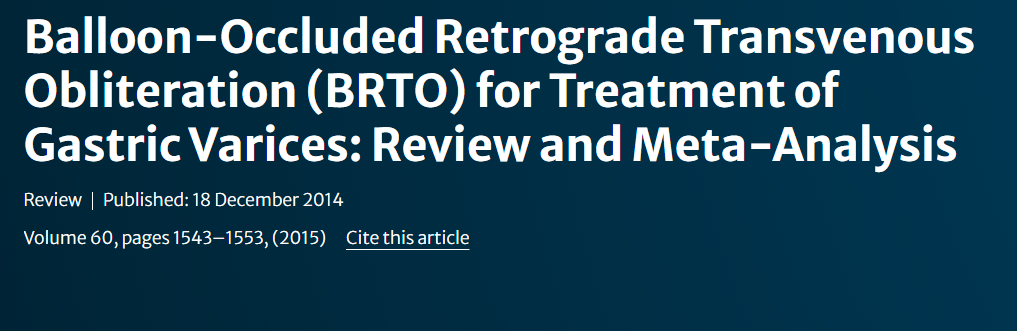 Balloon-Occluded Retrograde Transvenous
Obliteration (BRTO) for Treatment of
Gastric Varices: Review and Meta-Analysis
Review | Published: 18 December 2014
Volume 60, pages 1543–1553, (2015) Cite this article